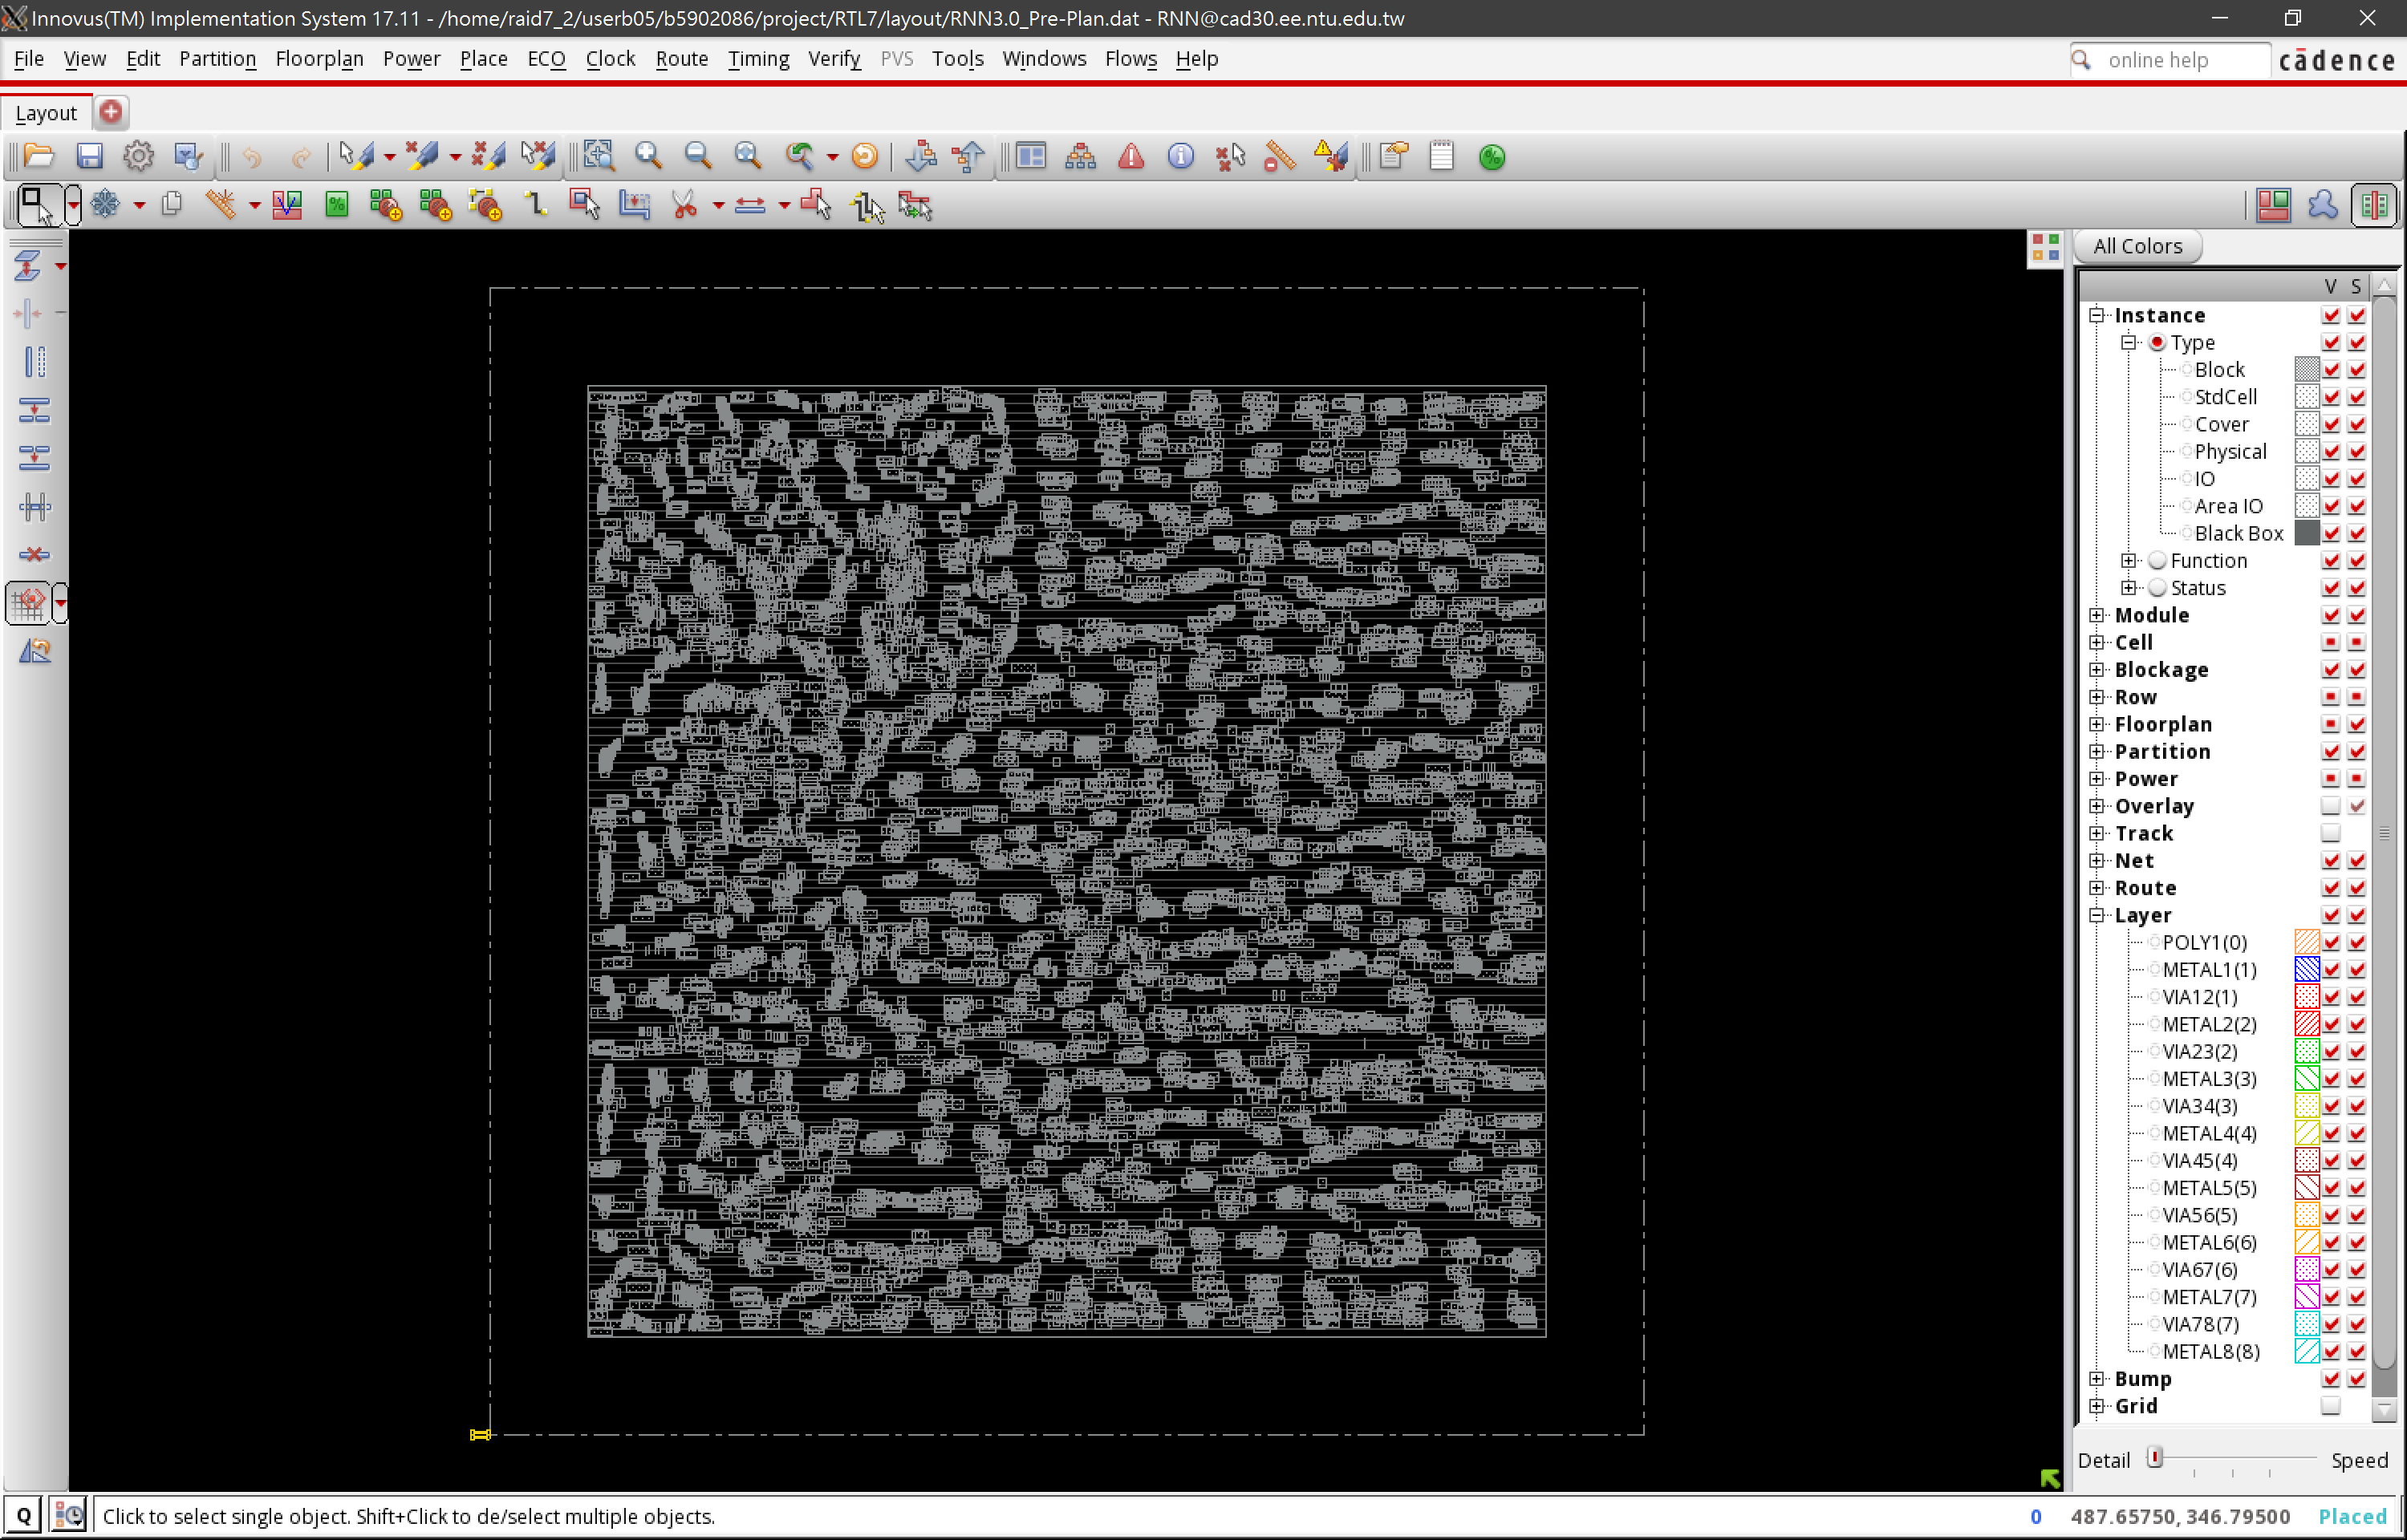 Innovus(TM) Implementation System 17.11 - /home/raid7_2/userb05/b5902086/project/RTL7/layout/RNN3.0_Pre-Plan.dat - RNN@cad30.ee.ntu.edu.tw
File View Edit Partition Floorplan Power Place ECO Clock Route Timing Verify PVS Tools Windows Flows Help
online help
cādence
Layout
All Colors
V S
Instance
Type
Block
StdCell
Cover
Physical
IO
Area IO
Black Box
Function
Status
Module
Cell
Blockage
Row
Floorplan
Partition
Power
Overlay
Track
Net
Route
Layer
POLY1(0)
METAL1(1)
VIA12(1)
METAL2(2)
VIA23(2)
METAL3(3)
VIA34(3)
METAL4(4)
VIA45(4)
METAL5(5)
VIA56(5)
METAL6(6)
VIA67(6)
METAL7(7)
VIA78(7)
METAL8(8)
Bump
Grid
Detail Speed
Q Click to select single object. Shift+Click to de/select multiple objects. 0 487.65750, 346.79500 Placed